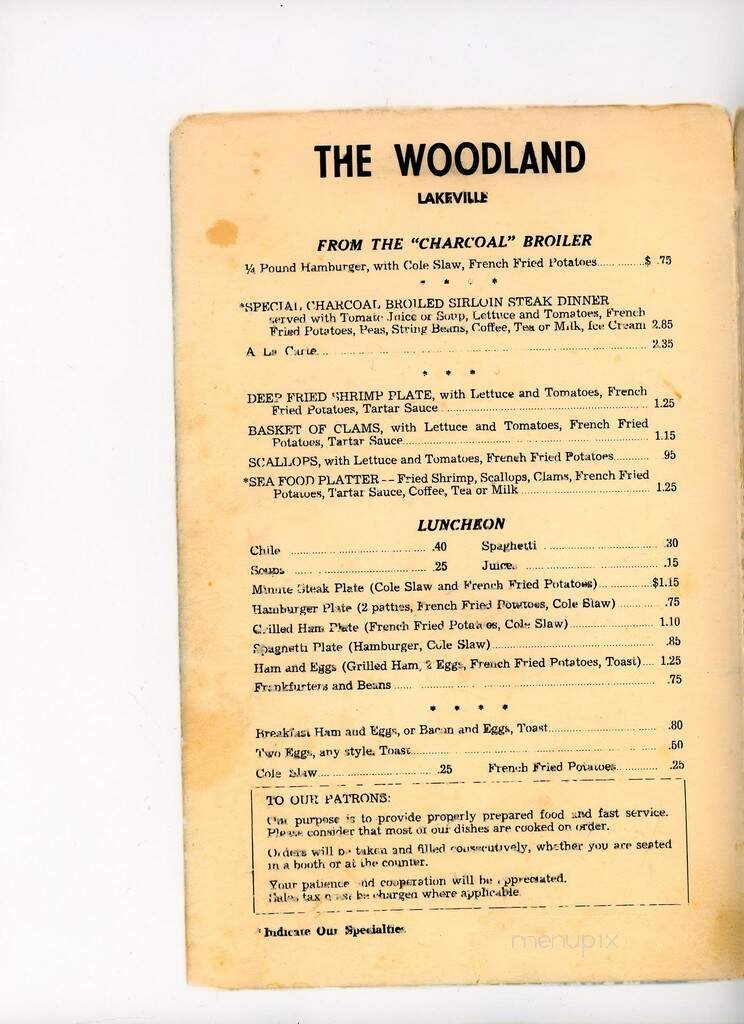 THE WOODLAND
LAKEVILLE
FROM THE "CHARCOAL" BROILER
¼ Pound Hamburger, with Cole Slaw, French Fried Potatoes..............$ .75
* * * *
*SPECIAL CHARCOAL BROILED SIRLOIN STEAK DINNER
served with Tomato Juice or Soup, Lettuce and Tomatoes, French
Fried Potatoes, Peas, String Beans, Coffee, Tea or Milk, Ice Cream 2.85
A La Carte.......... 2.35
* * *
DEEP FRIED SHRIMP PLATE, with Lettuce and Tomatoes, French
Fried Potatoes, Tartar Sauce .......... 1.25
BASKET OF CLAMS, with Lettuce and Tomatoes, French Fried
Potatoes, Tartar Sauce.......... 1.15
SCALLOPS, with Lettuce and Tomatoes, French Fried Potatoes.......... .95
*SEA FOOD PLATTER -- Fried Shrimp, Scallops, Clams, French Fried
Potatoes, Tartar Sauce, Coffee, Tea or Milk .......... 1.25
LUNCHEON
Chile .......... .40 Spaghetti .......... .30
Soups .......... .25 Juices .......... .15
Minute Steak Plate (Cole Slaw and French Fried Potatoes)..........$1.15
Hamburger Plate (2 patties, French Fried Potatoes, Cole Slaw).......... .75
Grilled Ham Plate (French Fried Potatoes, Cole Slaw).......... 1.10
Spaghetti Plate (Hamburger, Cole Slaw).......... .85
Ham and Eggs (Grilled Ham, 2 Eggs, French Fried Potatoes, Toast).... 1.25
Frankfurters and Beans .......... .75
* * * *
Breakfast Ham and Eggs, or Bacon and Eggs, Toast.......... .80
Two Eggs, any style, Toast.......... .50
Cole Slaw.......... .25 French Fried Potatoes.......... .25
TO OUR PATRONS:
Our purpose is to provide properly prepared food and fast service.
Please consider that most of our dishes are cooked on order.
Orders will be taken and filled consecutively, whether you are seated
in a booth or at the counter.
Your patience and cooperation will be appreciated.
Sales tax must be charged where applicable.
* Indicate Our Specialties
menupix